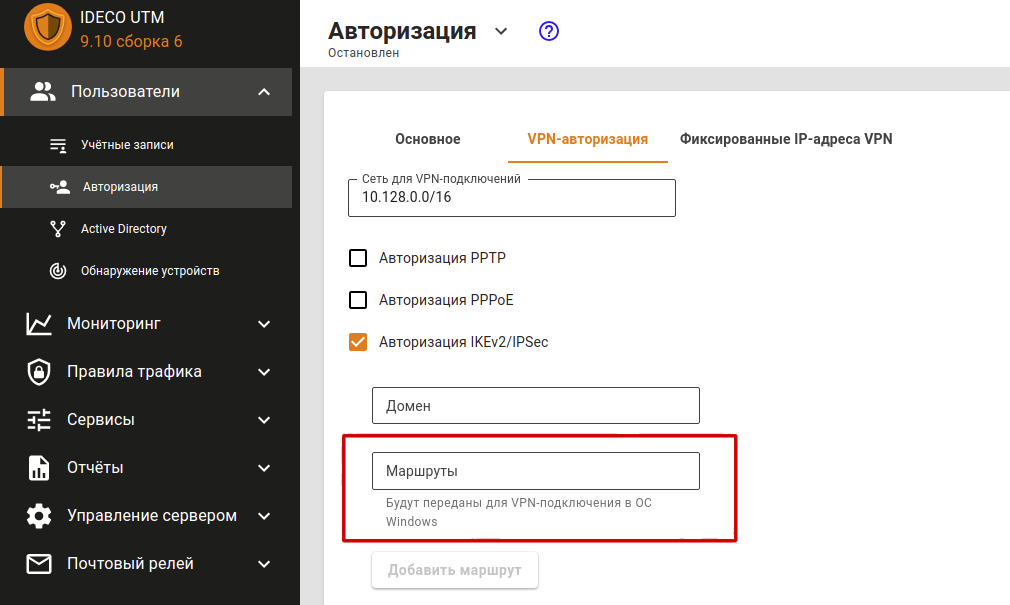 IDECO UTM
9.10 сборка 6
Пользователи
Учётные записи
Авторизация
Active Directory
Обнаружение устройств
Мониторинг
Правила трафика
Сервисы
Отчёты
Управление сервером
Почтовый релей
Авторизация
Остановлен
Основное
VPN-авторизация
Фиксированные IP-адреса VPN
Сеть для VPN-подключений
10.128.0.0/16
Авторизация PPTP
Авторизация PPPoE
Авторизация IKEv2/IPSec
Домен
Маршруты
Будут переданы для VPN-подключения в ОС
Windows
Добавить маршрут